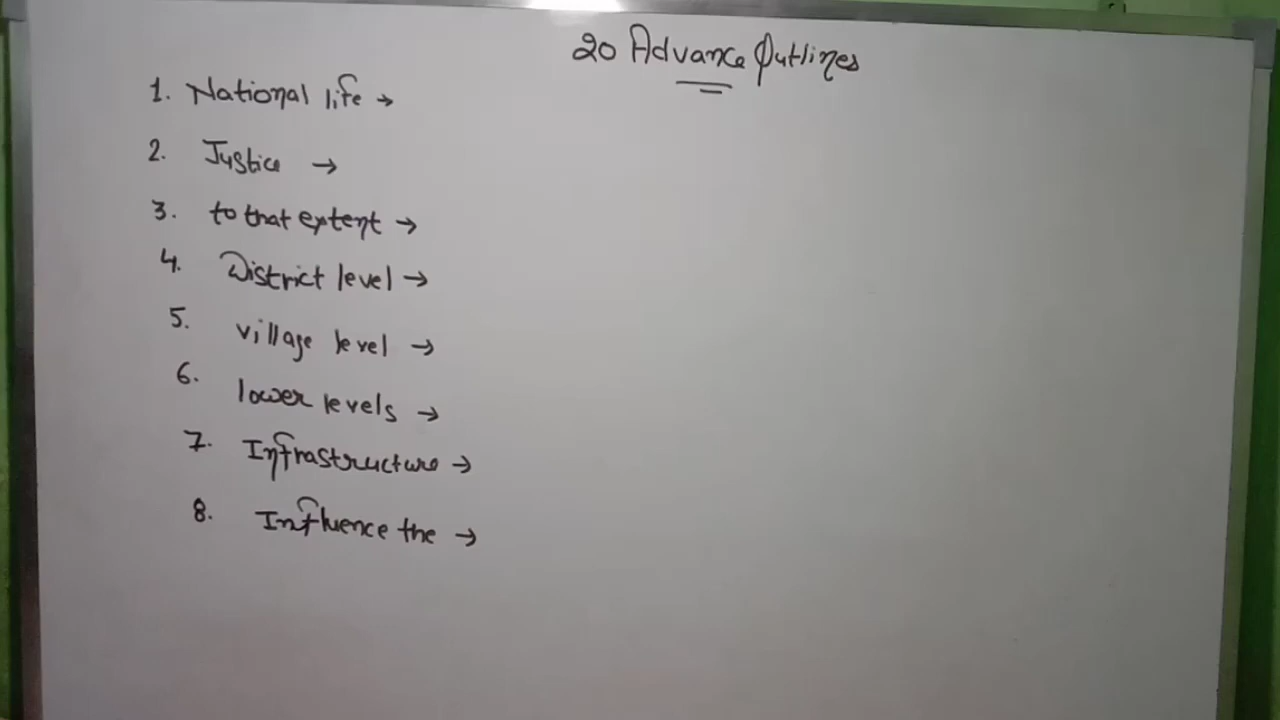 20 Advance Outlines
1. National life →
2. Justice →
3. to that extent →
4. District level →
5. village level →
6. lower levels →
7. Infrastructure →
8. Influence the →